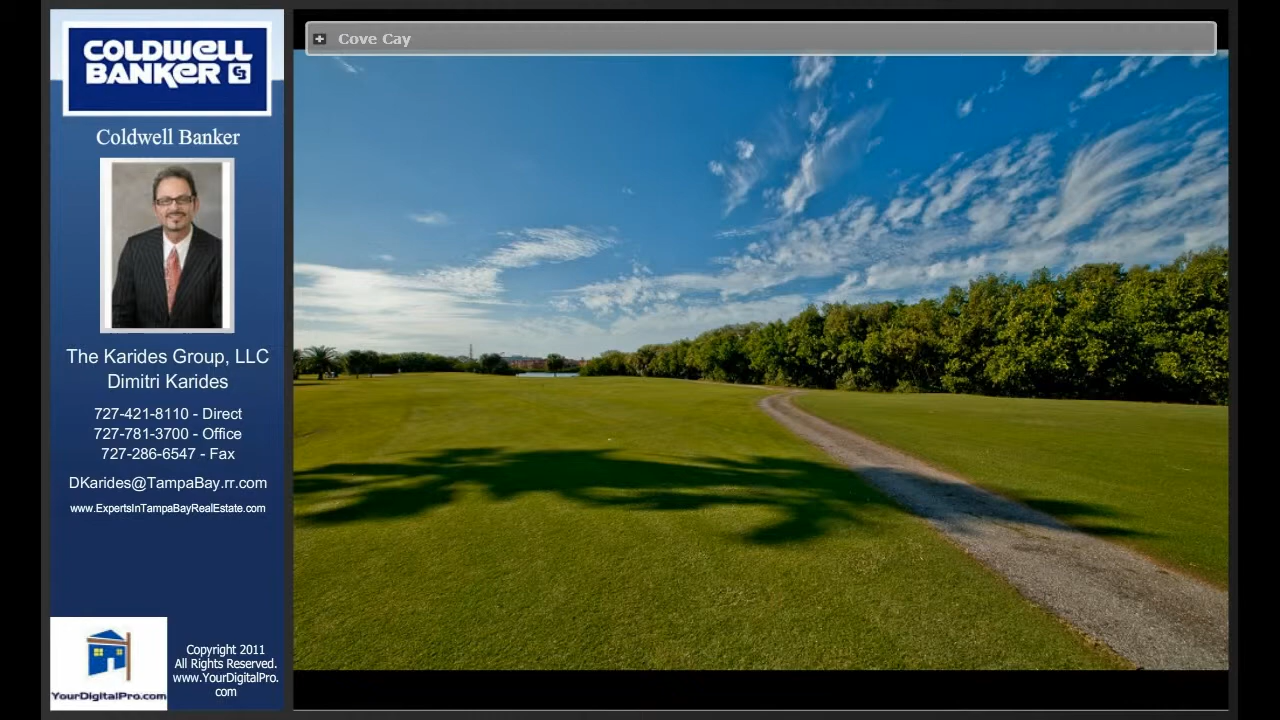 COLDWELL
BANKER
Coldwell Banker
The Karides Group, LLC
Dimitri Karides
727-421-8110 - Direct
727-781-3700 - Office
727-286-6547 - Fax
DKarides@TampaBay.rr.com
www.ExpertsInTampaBayRealEstate.com
YourDigitalPro.com
Copyright 2011
All Rights Reserved.
www.YourDigitalPro.
com
Cove Cay